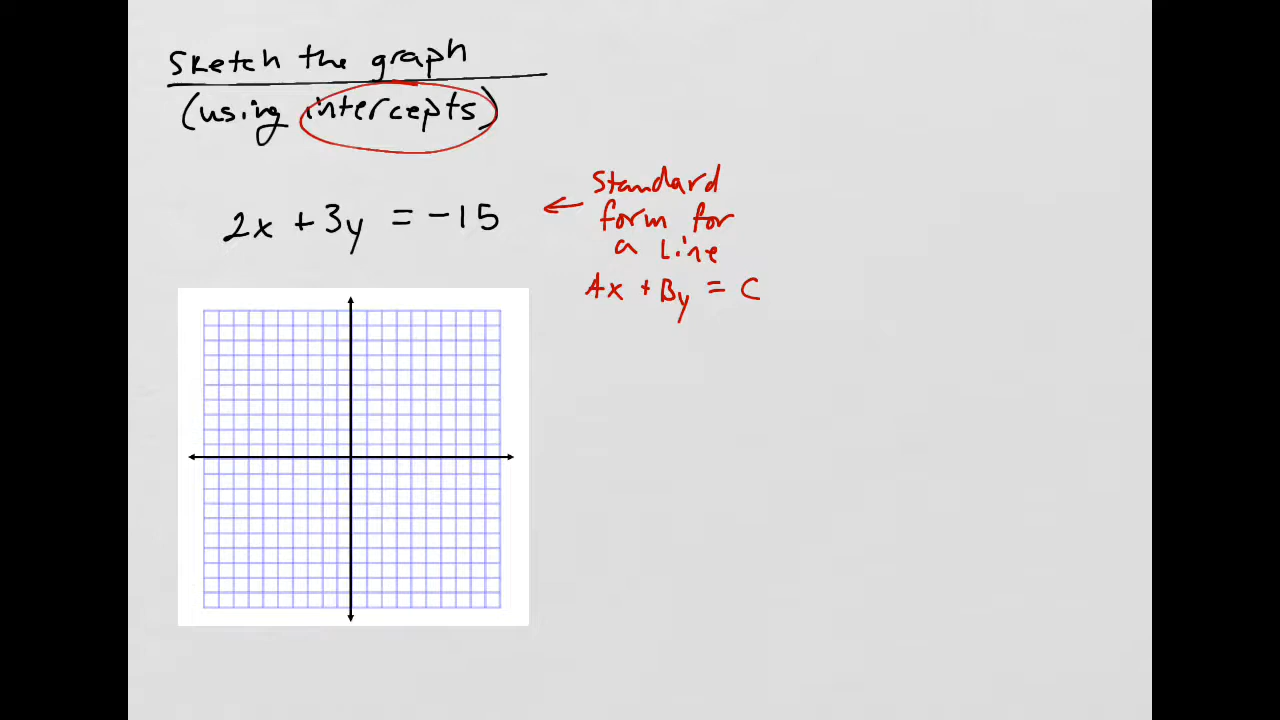 Sketch the graph
(using intercepts)
2x + 3y = -15
Standard
form for
a Line
Ax + By = C